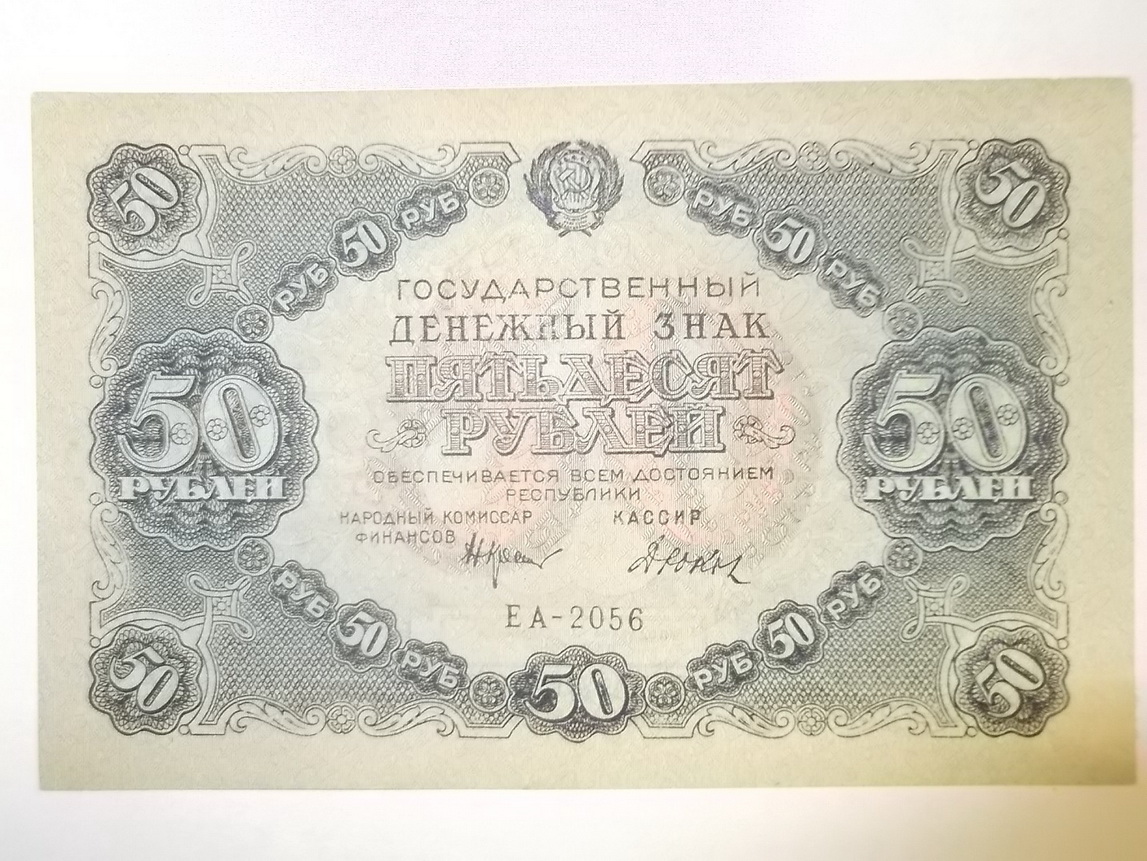 50
50
РУБ 50 РУБ
РУБ 50 РУБ
ГОСУДАРСТВЕННЫЙ
ДЕНЕЖНЫЙ ЗНАК
ПЯТЬДЕСЯТ
РУБЛЕЙ
50
РУБЛЕЙ
50
РУБЛЕЙ
ОБЕСПЕЧИВАЕТСЯ ВСЕМ ДОСТОЯНИЕМ
РЕСПУБЛИКИ
НАРОДНЫЙ КОМИССАР
ФИНАНСОВ
КАССИР
ЕА-2056
РУБ 50 РУБ
РУБ 50 РУБ
50
50
50